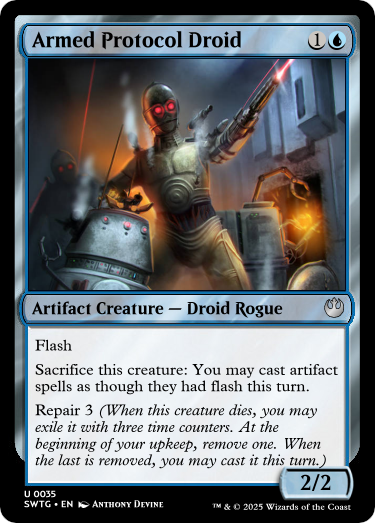 Armed Protocol Droid 1
Artifact Creature — Droid Rogue
Flash
Sacrifice this creature: You may cast artifact
spells as though they had flash this turn.
Repair 3 (When this creature dies, you may
exile it with three time counters. At the
beginning of your upkeep, remove one. When
the last is removed, you may cast it this turn.)
2/2
U 0035
SWTG • EN Anthony Devine
™ & © 2025 Wizards of the Coast